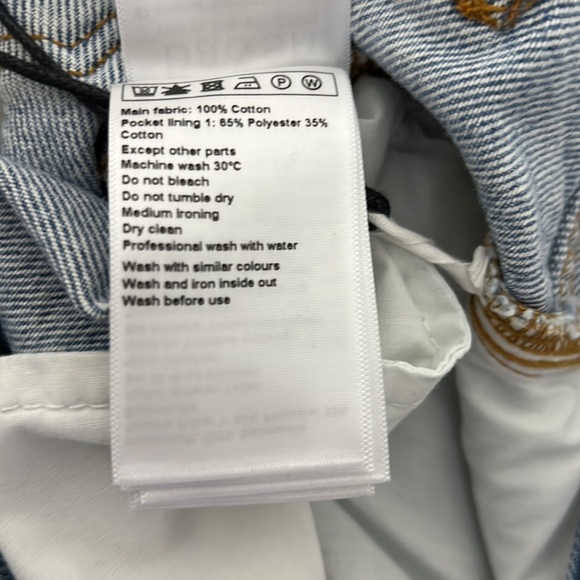 P W
Main fabric: 100% Cotton
Pocket lining 1: 65% Polyester 35%
Cotton
Except other parts
Machine wash 30°C
Do not bleach
Do not tumble dry
Medium ironing
Dry clean
Professional wash with water
Wash with similar colours
Wash and iron inside out
Wash before use